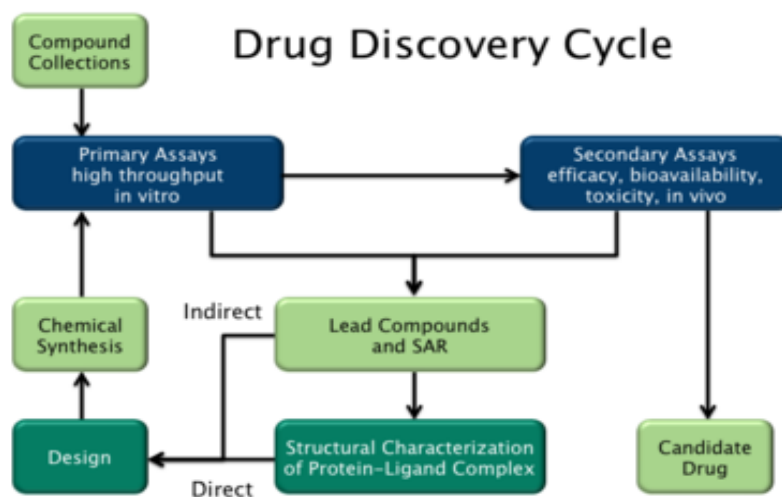 Drug Discovery Cycle
Compound
Collections
Primary Assays
high throughput
in vitro
Secondary Assays
efficacy, bioavailability,
toxicity, in vivo
Indirect
Chemical
Synthesis
Lead Compounds
and SAR
Design
Structural Characterization
of Protein-Ligand Complex
Direct
Candidate
Drug